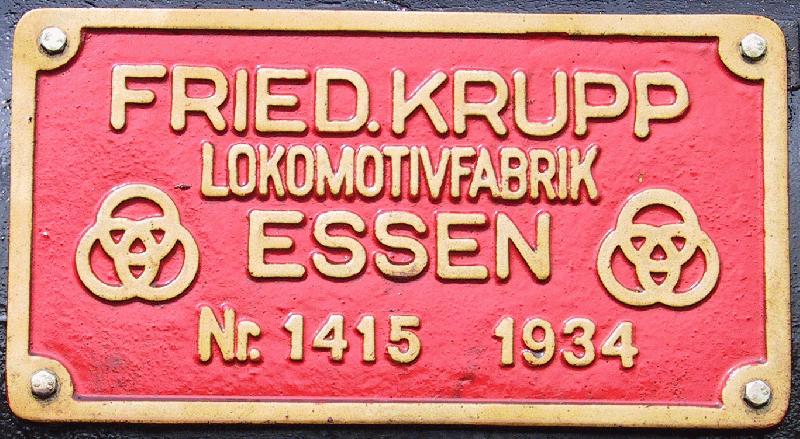 FRIED. KRUPP
LOKOMOTIVFABRIK
ESSEN
Nr. 1415 1934